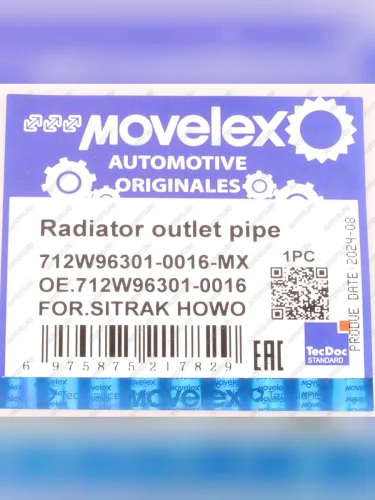 MOVELEX
AUTOMOTIVE
ORIGINALES
Radiator outlet pipe
712W96301-0016-MX
1PC
OE.712W96301-0016
FOR.SITRAK HOWO
PRODUE DATE:2024-08
6 975875 217829
EAC
TecDoc
STANDARD
MOVELEX